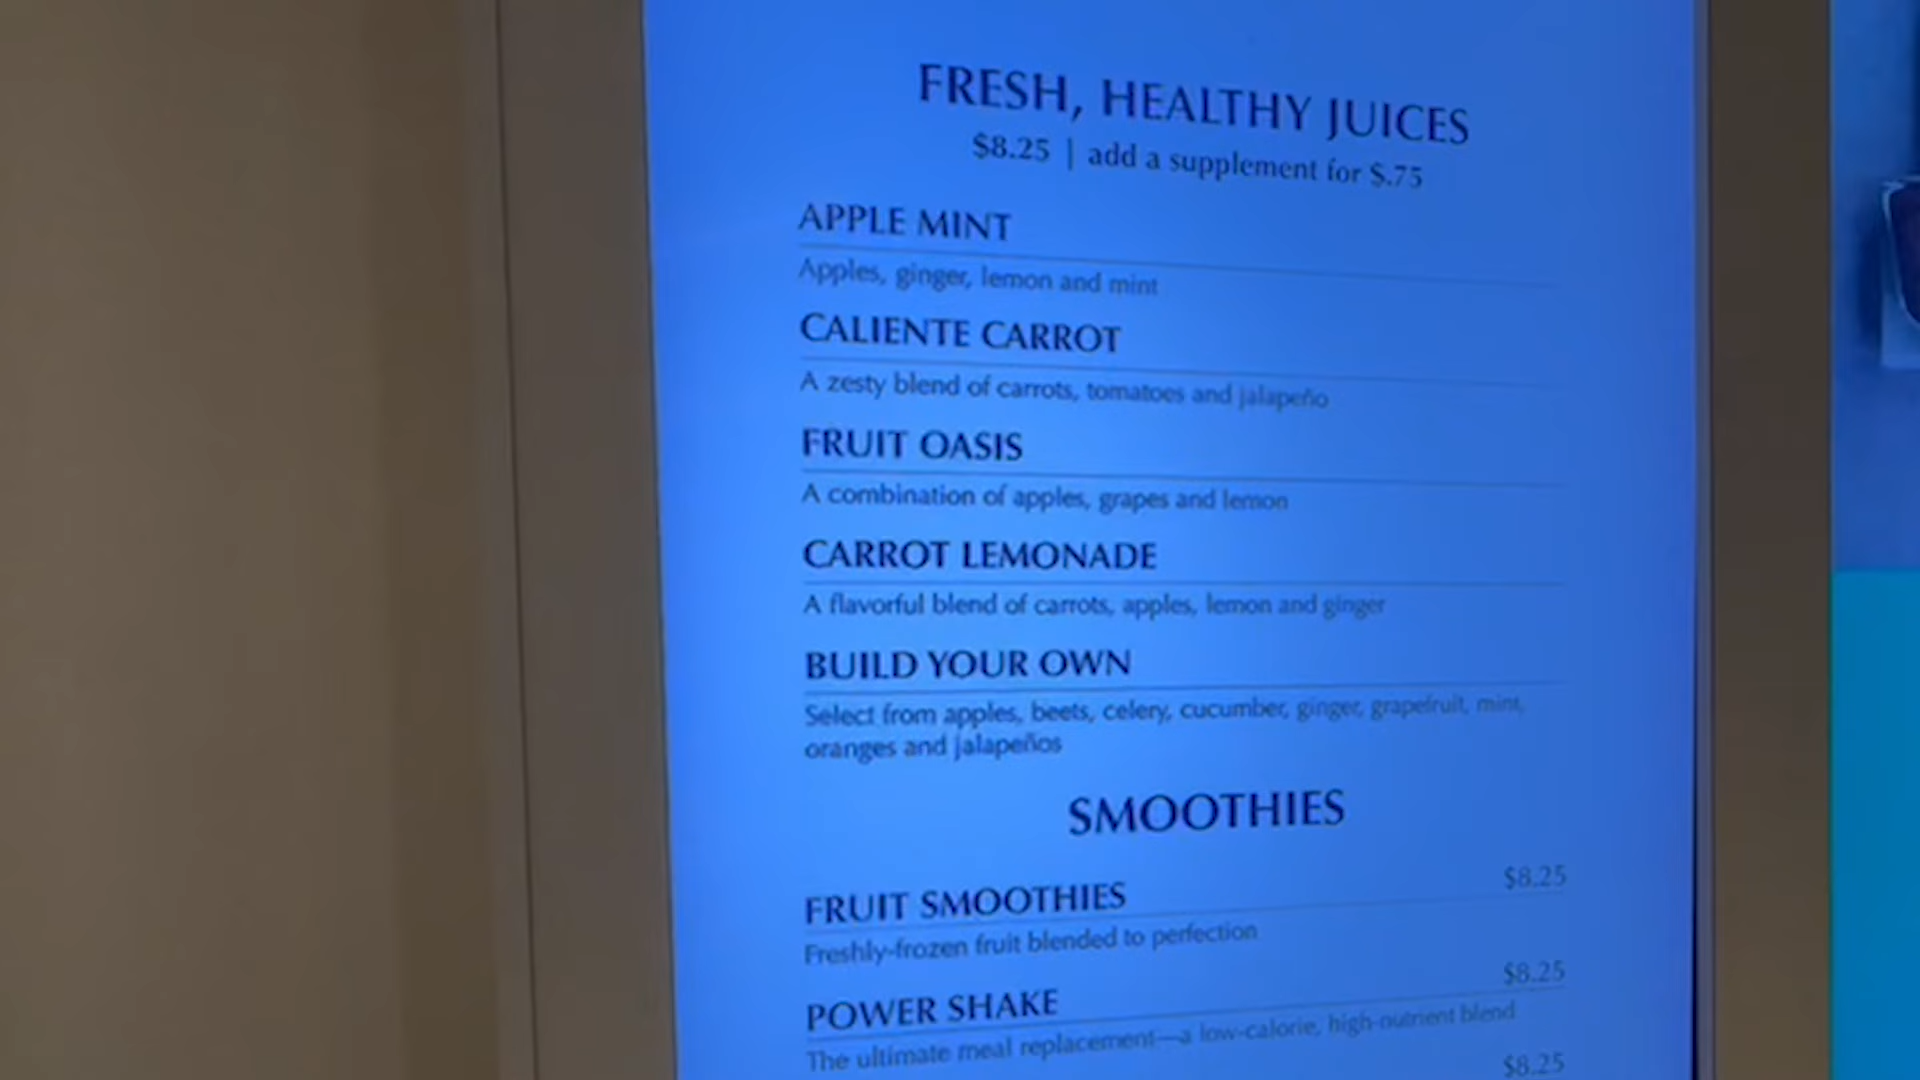 FRESH, HEALTHY JUICES
$8.25 | add a supplement for $.75
APPLE MINT
Apples, ginger, lemon and mint
CALIENTE CARROT
A zesty blend of carrots, tomatoes and jalapeño
FRUIT OASIS
A combination of apples, grapes and lemon
CARROT LEMONADE
A flavorful blend of carrots, apples, lemon and ginger
BUILD YOUR OWN
Select from apples, beets, celery, cucumber, ginger, grapefruit, mint,
oranges and jalapeños
SMOOTHIES
FRUIT SMOOTHIES $8.25
Freshly-frozen fruit blended to perfection
POWER SHAKE $8.25
The ultimate meal replacement—a low-calorie, high-nutrient blend
$8.25